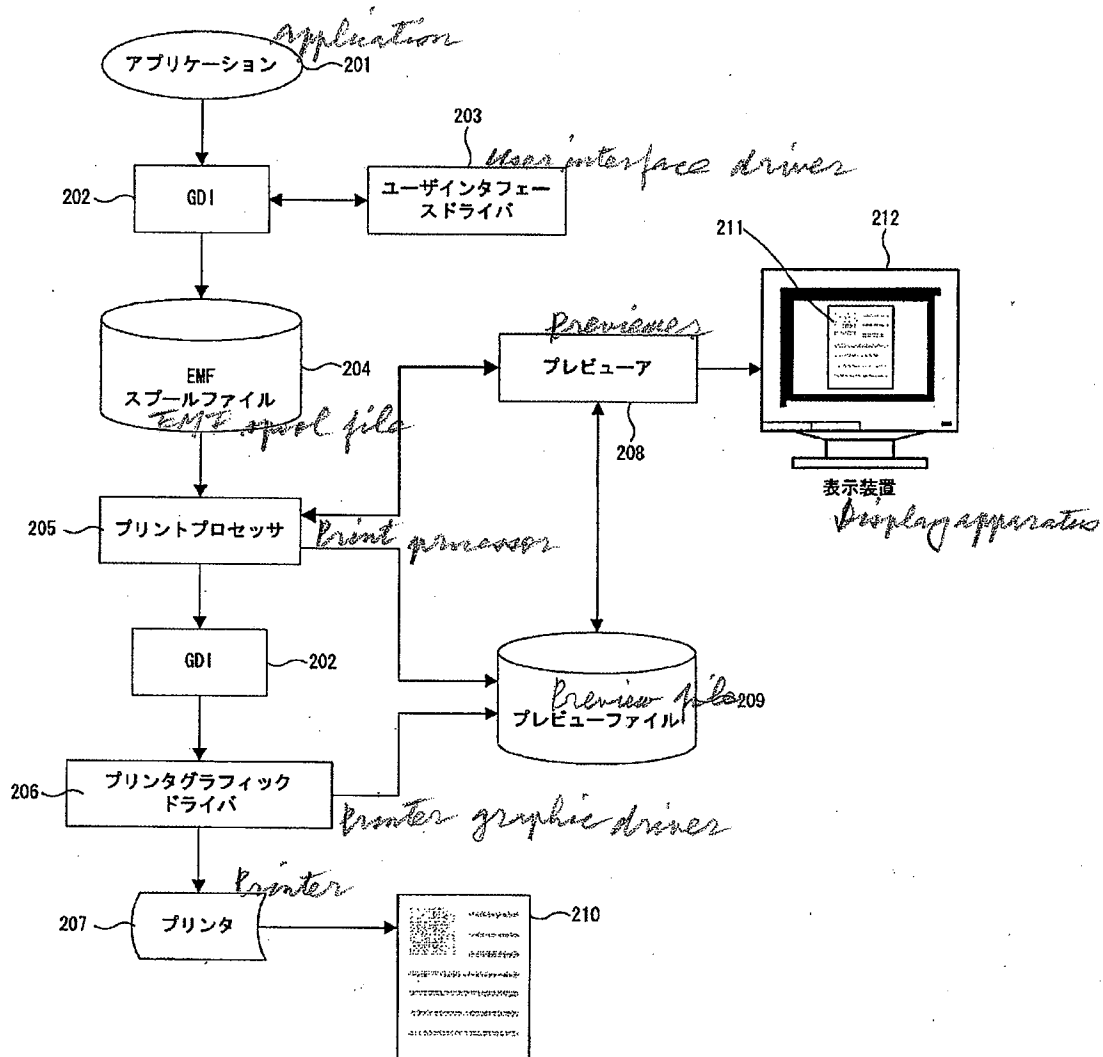 application
アプリケーション
201
203
User interface driver
202
GDI
ユーザインタフェー
スドライバ
211
212
Previewer
プレビューア
204
EMF
スプールファイル
EMF spool file
208
表示装置
Display apparatus
205
プリントプロセッサ
Print processor
GDI
202
Preview file
プレビューファイル
209
206
プリンタグラフィック
ドライバ
Printer graphic driver
Printer
207
プリンタ
210